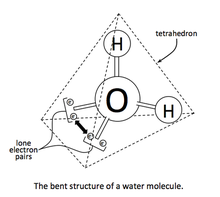 tetrahedron
H
O
H
e
e
e
e
lone
electron
pairs
The bent structure of a water molecule.